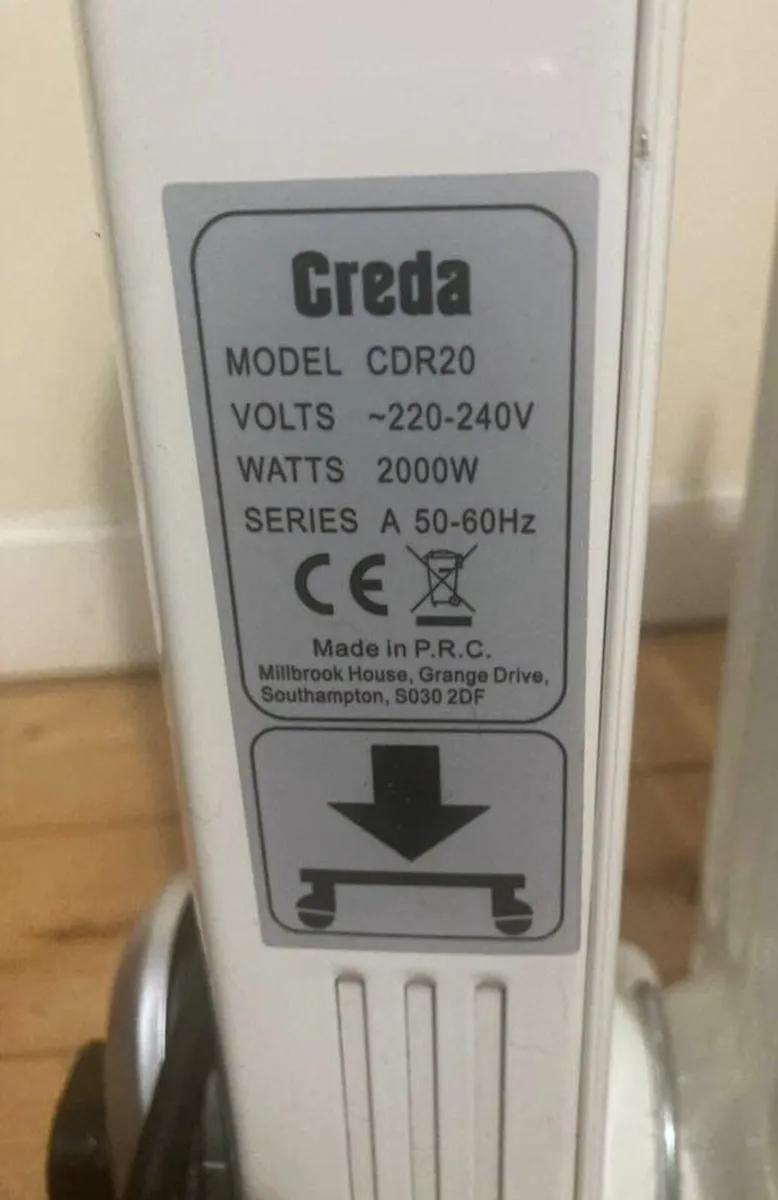 Creda
MODEL CDR20
VOLTS ~220-240V
WATTS 2000W
SERIES A 50-60Hz
CE
Made in P.R.C.
Millbrook House, Grange Drive,
Southampton, S030 2DF